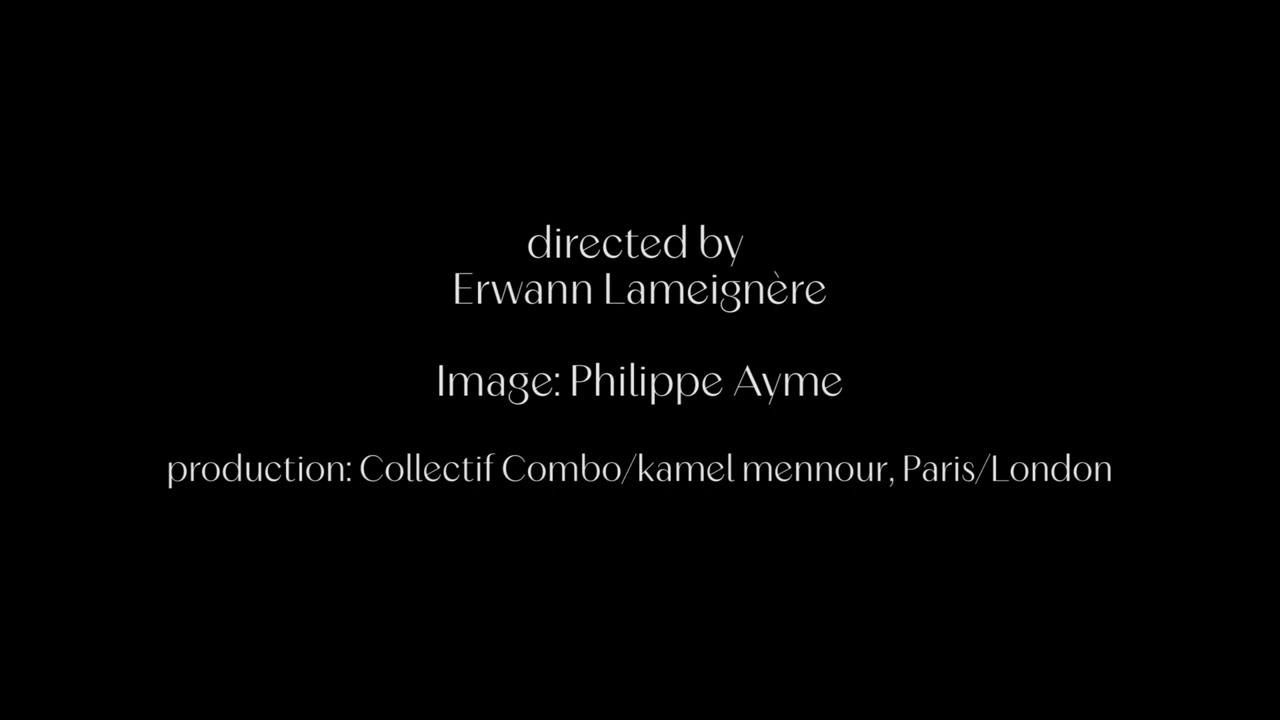 directed by
Erwann Lameignère
Image: Philippe Ayme
production: Collectif Combo/kamel mennour, Paris/London